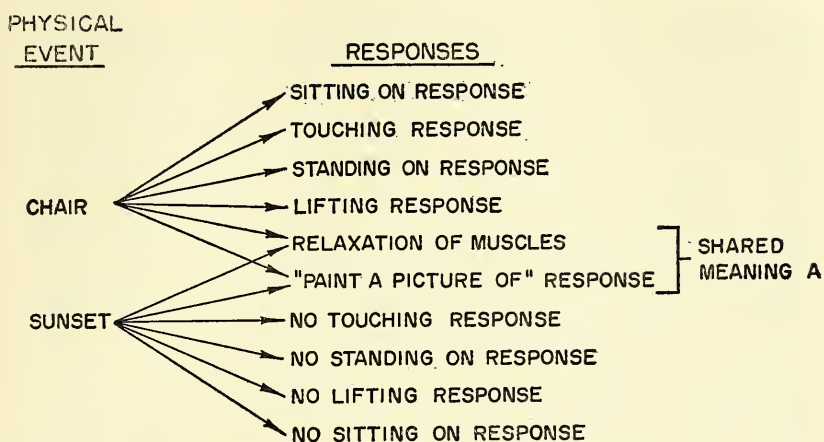 PHYSICAL
EVENT
RESPONSES
SITTING ON RESPONSE
TOUCHING RESPONSE
STANDING ON RESPONSE
CHAIR
LIFTING RESPONSE
RELAXATION OF MUSCLES
SHARED
MEANING A
"PAINT A PICTURE OF" RESPONSE
SUNSET
NO TOUCHING RESPONSE
NO STANDING ON RESPONSE
NO LIFTING RESPONSE
NO SITTING ON RESPONSE